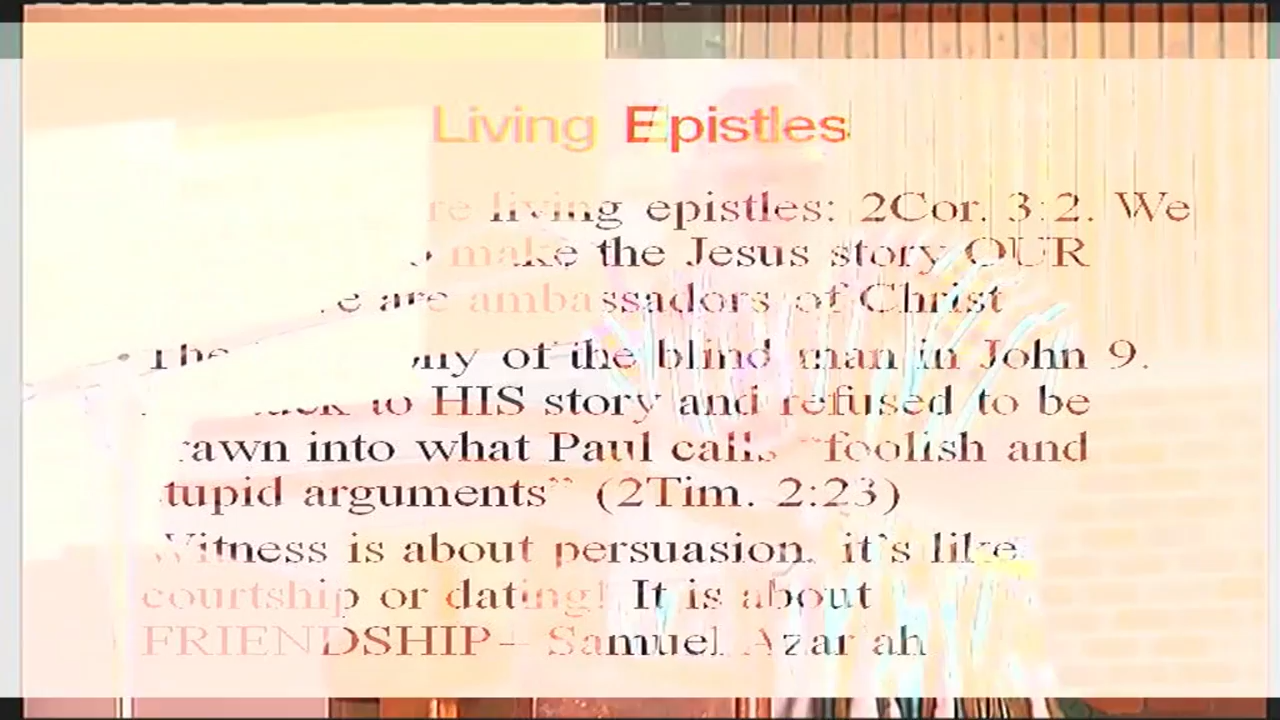 Living Epistles
living epistles: 2Cor. 3:2. We
make the Jesus story OUR
are ambassadors of Christ
The of the blind man in John 9.
to HIS story and refused to be
into what Paul calls “foolish and
arguments” (2Tim. 2:23)
Witness is about persuasion, it's like
courtship or dating! It is about
FRIENDSHIP– Samuel Azariah